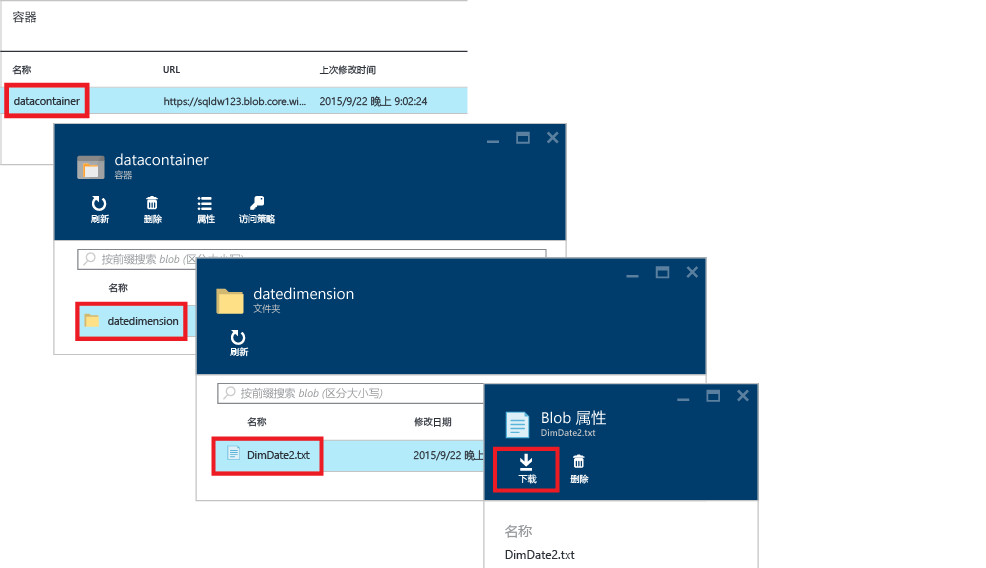 容器
名称 URL 上次修改时间
datacontainer https://sqldw123.blob.core.wi... 2015/9/22 晚上 9:02:24
datacontainer
容器
刷新 删除 属性 访问策略
按前缀搜索 blob (区分大小写)
名称
datedimension
datedimension
文件夹
刷新
按前缀搜索 blob (区分大小写)
名称 修改日期
DimDate2.txt 2015/9/22 晚上
Blob 属性
DimDate2.txt
下载 删除
名称
DimDate2.txt